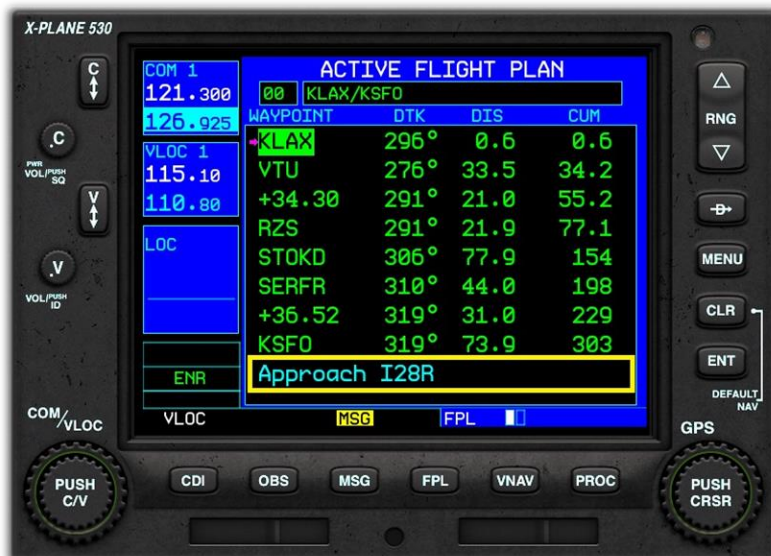 X-PLANE 530
C
.C
PWR
VOL/PUSH SQ
V
.V
VOL/PUSH ID
COM/VLOC
PUSH C/V
COM 1
121.300
126.925
VLOC 1
115.10
110.80
LOC
ENR
VLOC
ACTIVE FLIGHT PLAN
00 KLAX/KSFO
WAYPOINT DTK DIS CUM
KLAX 296° 0.6 0.6
VTU 276° 33.5 34.2
+34.30 291° 21.0 55.2
RZS 291° 21.9 77.1
STOKD 306° 77.9 154
SERFR 310° 44.0 198
+36.52 319° 31.0 229
KSFO 319° 73.9 303
Approach I28R
MSG FPL
RNG
D
MENU
CLR
ENT
DEFAULT NAV
GPS
PUSH CRSR
CDI OBS MSG FPL VNAV PROC